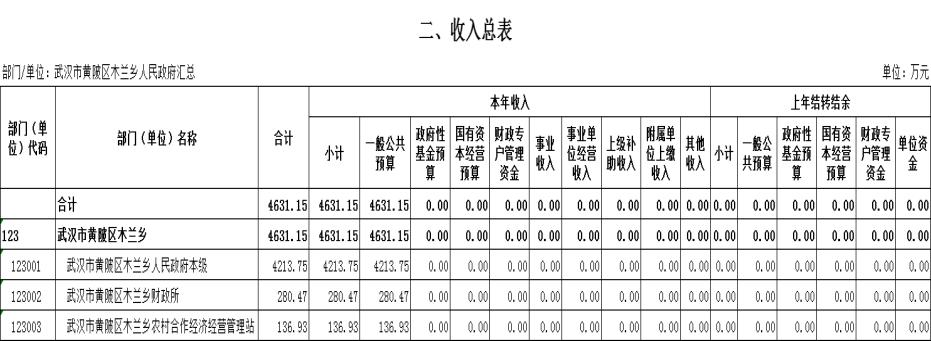 二、收入总表
部门/单位：武汉市黄陂区木兰乡人民政府汇总 单位：万元
部门（单位）代码 部门（单位）名称 合计 本年收入 上年结转结余
小计 一般公共预算 政府性基金预算 国有资本经营预算 财政专户管理资金 事业收入 事业单位经营收入 上级补助收入 附属单位上缴收入 其他收入 小计 一般公共预算 政府性基金预算 国有资本经营预算 财政专户管理资金 单位资金
合计 4631.15 4631.15 4631.15 0.00 0.00 0.00 0.00 0.00 0.00 0.00 0.00 0.00 0.00 0.00 0.00 0.00 0.00
123 武汉市黄陂区木兰乡 4631.15 4631.15 4631.15 0.00 0.00 0.00 0.00 0.00 0.00 0.00 0.00 0.00 0.00 0.00 0.00 0.00 0.00
123001 武汉市黄陂区木兰乡人民政府本级 4213.75 4213.75 4213.75 0.00 0.00 0.00 0.00 0.00 0.00 0.00 0.00 0.00 0.00 0.00 0.00 0.00 0.00
123002 武汉市黄陂区木兰乡财政所 280.47 280.47 280.47 0.00 0.00 0.00 0.00 0.00 0.00 0.00 0.00 0.00 0.00 0.00 0.00 0.00 0.00
123003 武汉市黄陂区木兰乡农村合作经济经营管理站 136.93 136.93 136.93 0.00 0.00 0.00 0.00 0.00 0.00 0.00 0.00 0.00 0.00 0.00 0.00 0.00 0.00